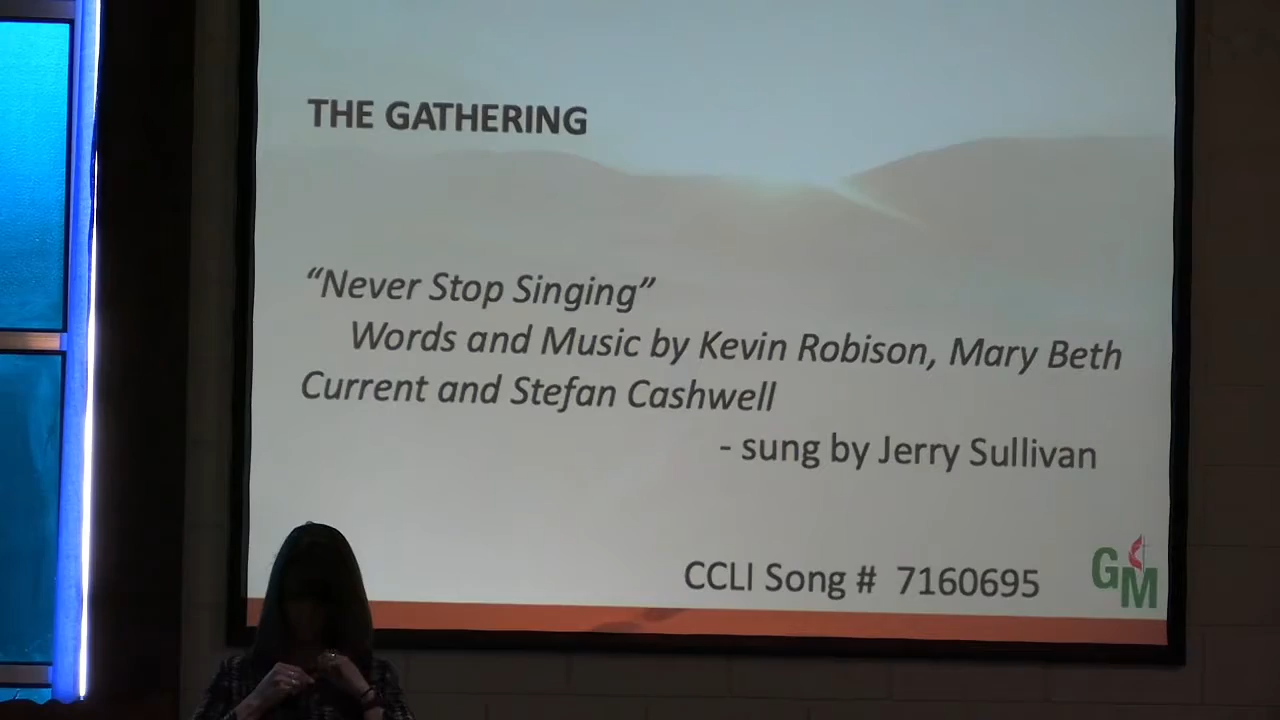 THE GATHERING
“Never Stop Singing”
Words and Music by Kevin Robison, Mary Beth
Current and Stefan Cashwell
- sung by Jerry Sullivan
CCLI Song # 7160695
GM